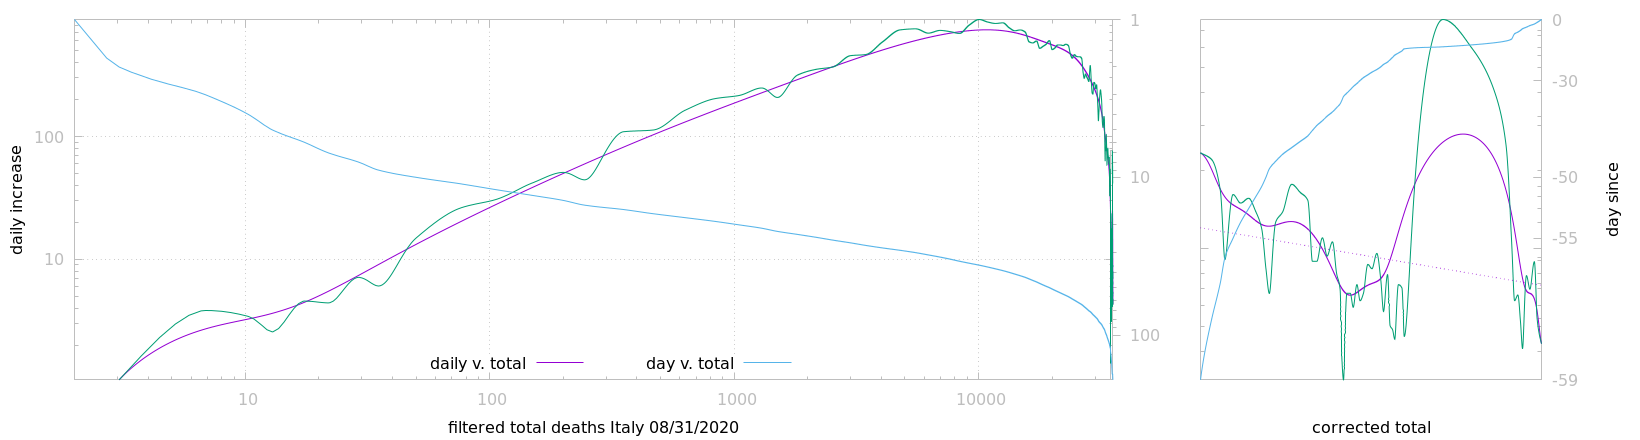 daily increase
100
10
1
10
100
daily v. total
day v. total
10
100
1000
10000
filtered total deaths Italy 08/31/2020
0
-30
-50
-55
-59
day since
corrected total